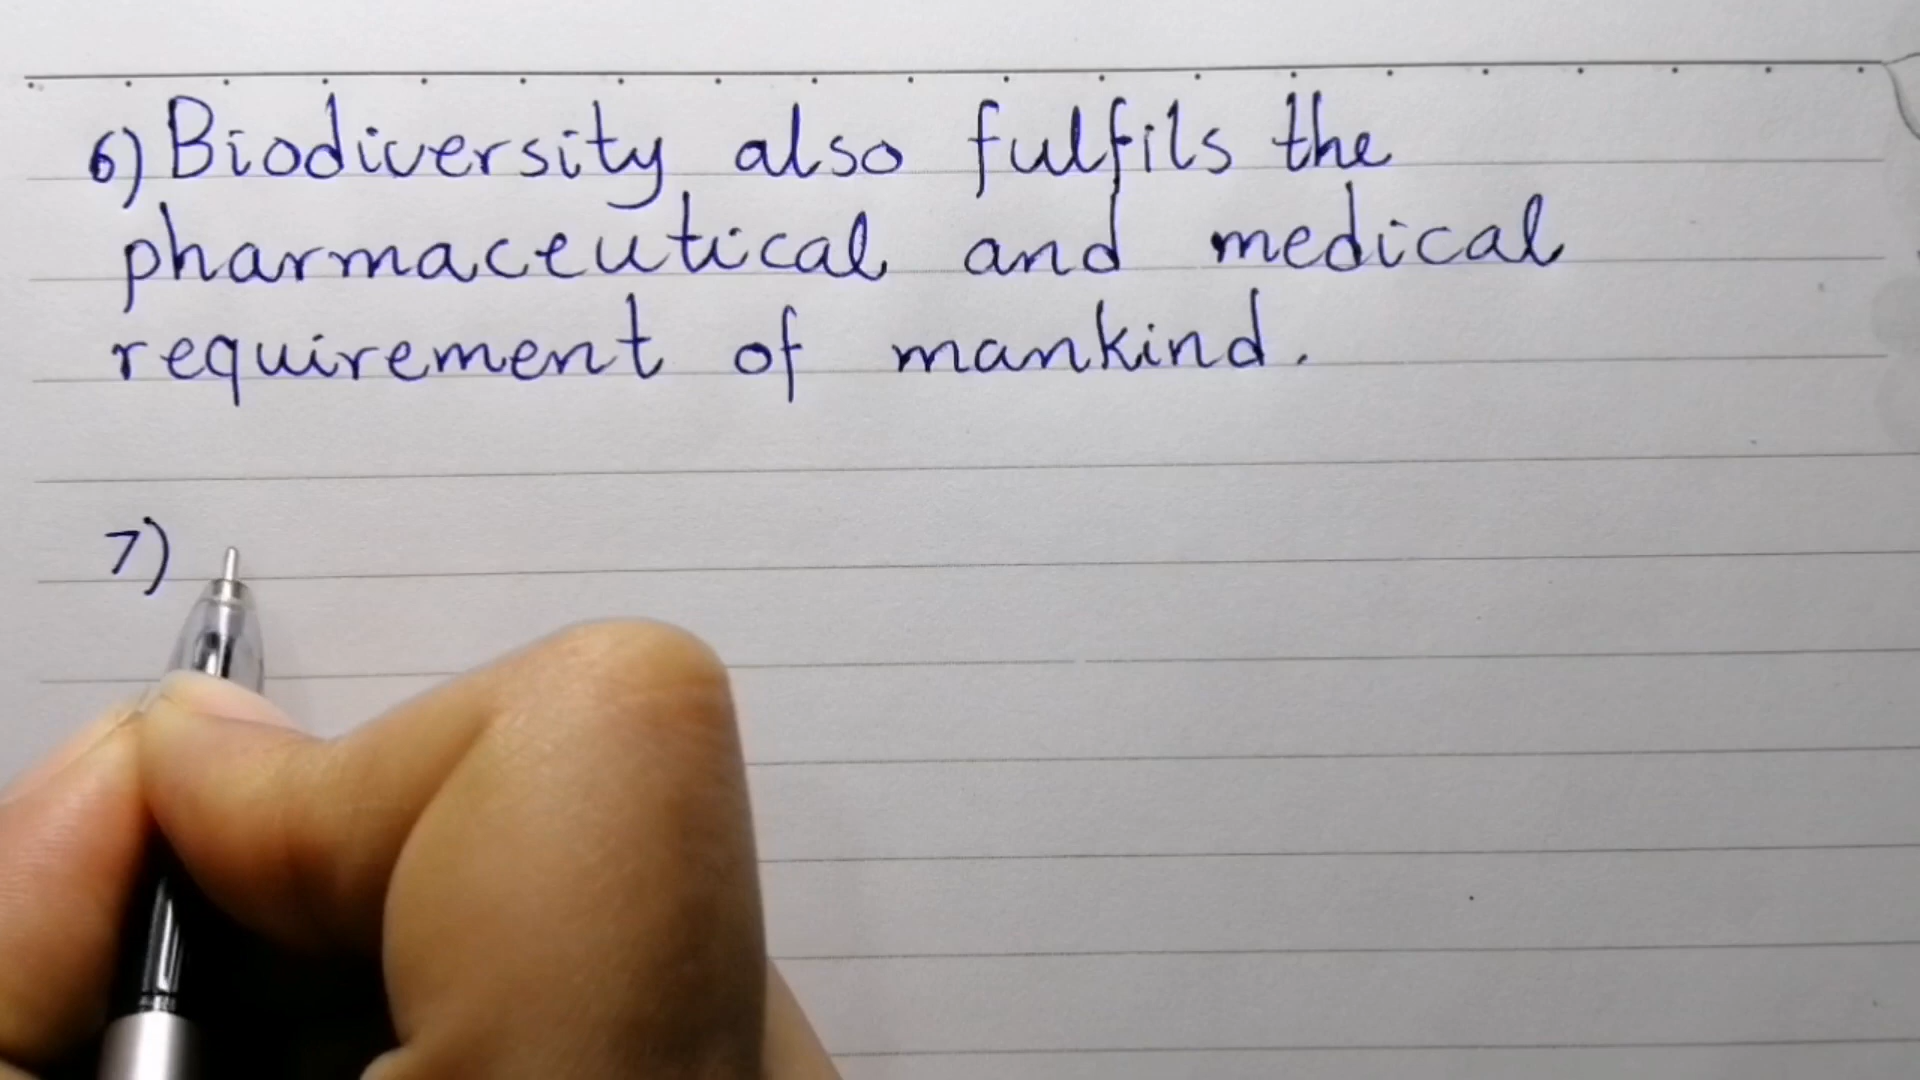 6) Biodiversity also fulfils the
pharmaceutical and medical
requirement of mankind.
7)